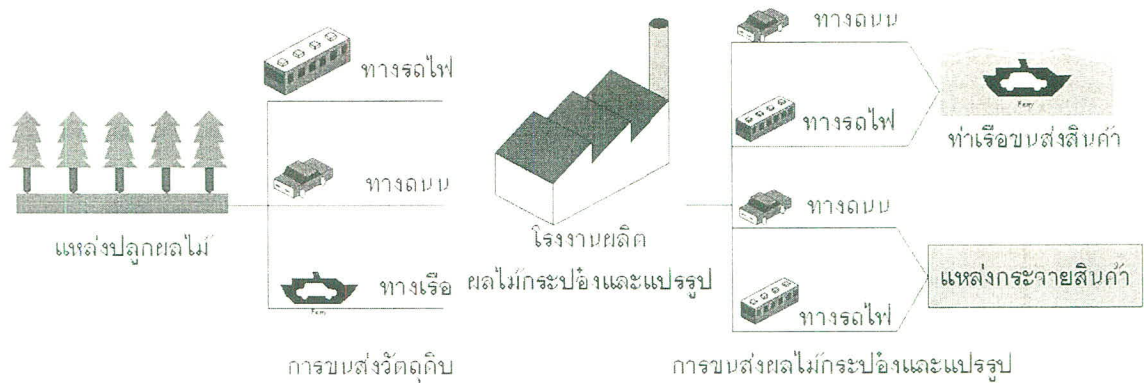 แหล่งปลูกผลไม้
ทางรถไฟ
ทางถนน
ทางเรือ
Ferry
การขนส่งวัตถุดิบ
โรงงานผลิต
ผลไม้กระป๋องและแปรรูป
ทางถนน
ทางรถไฟ
Ferry
ท่าเรือขนส่งสินค้า
ทางถนน
ทางรถไฟ
แหล่งกระจายสินค้า
การขนส่งผลไม้กระป๋องและแปรรูป